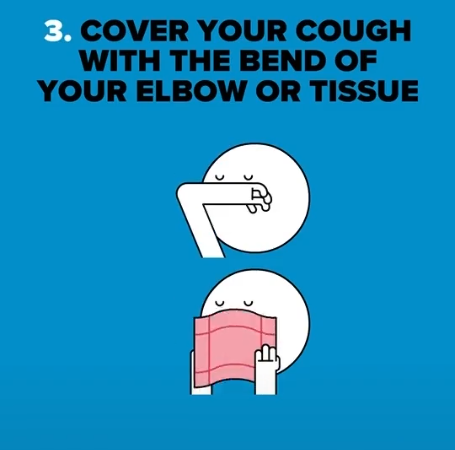 3. COVER YOUR COUGH
WITH THE BEND OF
YOUR ELBOW OR TISSUE